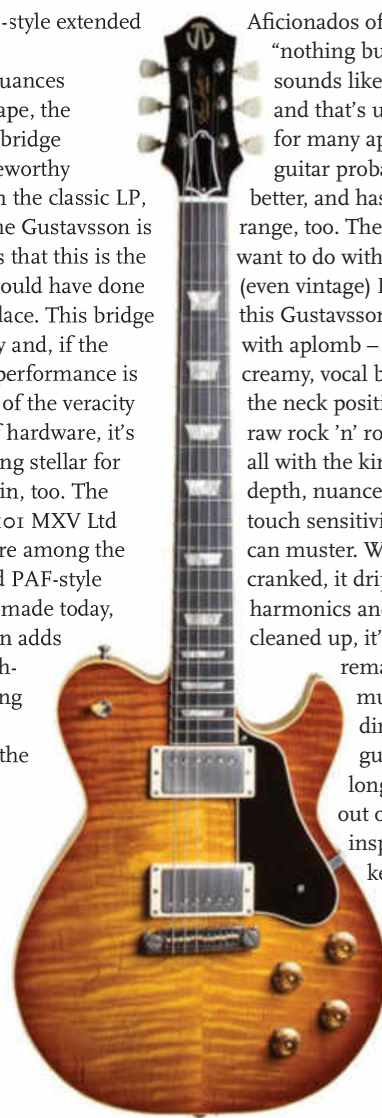 -style extended
uances
ape, the
bridge
eworthy
n the classic LP,
ne Gustavsson is
s that this is the
ould have done
lace. This bridge
y and, if the
performance is
of the veracity
f hardware, it's
ng stellar for
in, too. The
101 MXV Ltd
re among the
d PAF-style
made today,
n adds
h-
ng
the
Aficionados of
“nothing bu
sounds like
and that’s u
for many ap
guitar proba
better, and has
range, too. The
want to do with
(even vintage) L
this Gustavsson
with aplomb –
creamy, vocal b
the neck positi
raw rock ’n’ ro
all with the kin
depth, nuance
touch sensitivi
can muster. W
cranked, it drip
harmonics and
cleaned up, it’
rema
mu
din
gu
long
out o
insp
ke